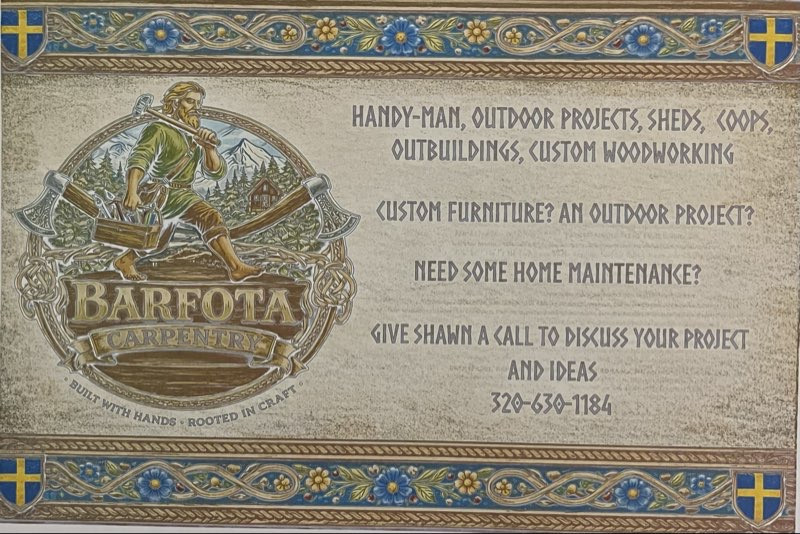 HANDY-MAN, OUTDOOR PROJECTS, SHEDS, COOPS,
OUTBUILDINGS, CUSTOM WOODWORKING
CUSTOM FURNITURE? AN OUTDOOR PROJECT?
NEED SOME HOME MAINTENANCE?
GIVE SHAWN A CALL TO DISCUSS YOUR PROJECT
AND IDEAS
320-630-1184
BARFOTA
CARPENTRY
BUILT WITH HANDS · ROOTED IN CRAFT